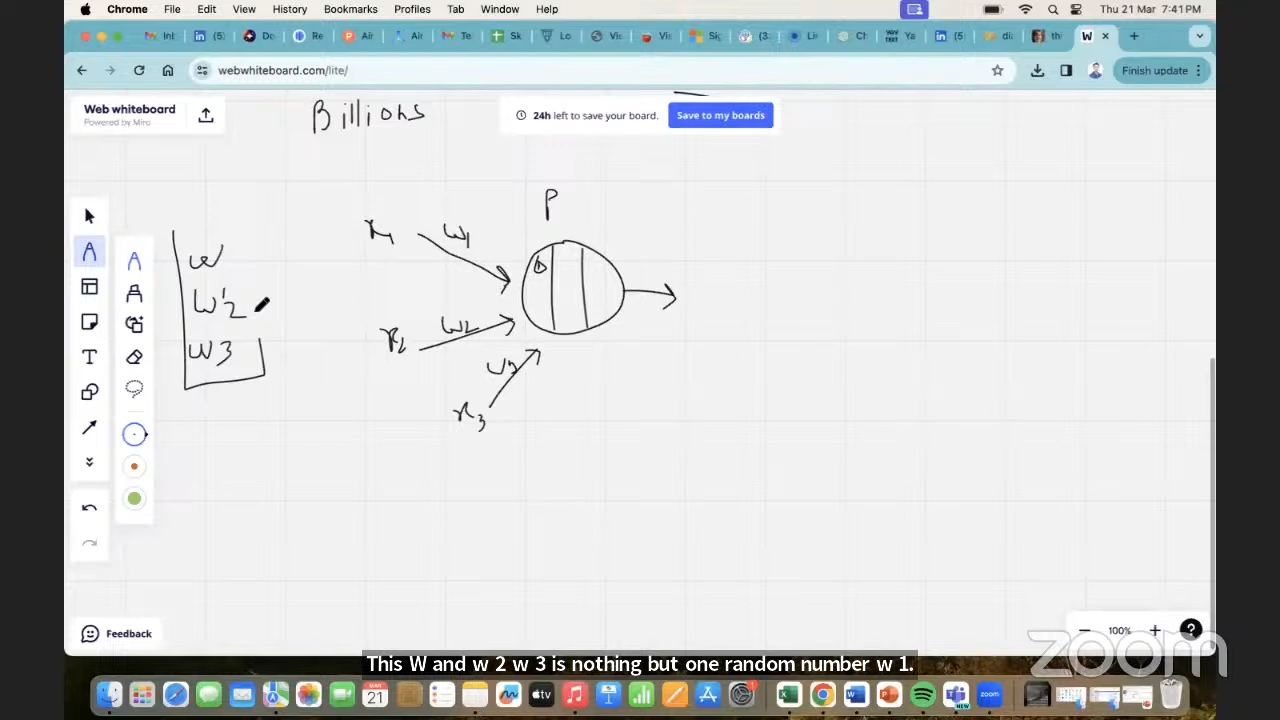 Chrome File Edit View History Bookmarks Profiles Tab Window Help Thu 21 Mar 7:41 PM
webwhiteboard.com/lite/
Finish update
Web whiteboard
Powered by Miro
24h left to save your board.
Save to my boards
Billions
P
x1 w1
b
x2 w2
w3
x3
w
w'2
w3
Feedback
100%
This W and w 2 w 3 is nothing but one random number w 1.
zoom